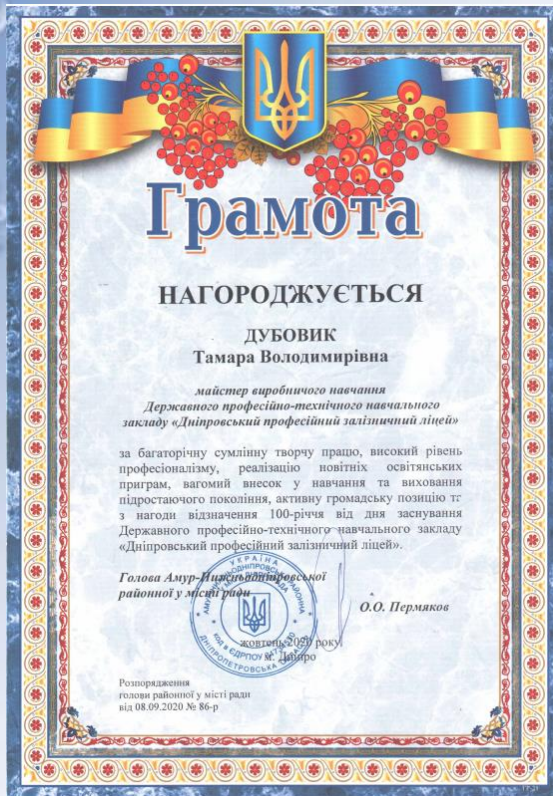 Грамота
НАГОРОДЖУЄТЬСЯ
ДУБОВИК
Тамара Володимирівна
майстер виробничого навчання
Державного професійно-технічного навчального
закладу «Дніпровський професійний залізничний ліцей»
за багаторічну сумлінну творчу працю, високий рівень
професіоналізму, реалізацію новітніх освітянських
приграм, вагомий внесок у навчання та виховання
підростаючого покоління, активну громадську позицію
з нагоди відзначення 100-річчя від дня заснування
Державного професійно-технічного навчального закладу
«Дніпровський професійний залізничний ліцей».
Голова Амур-Нижньодніпровської
районної у місті ради
О.О. Пермяков
УКРАЇНА
жовтень 2020 року
м. Дніпро
ДНІПРОПЕТРОВСЬКА
Розпорядження
голови районної у місті ради
від 08.09.2020 № 86-р